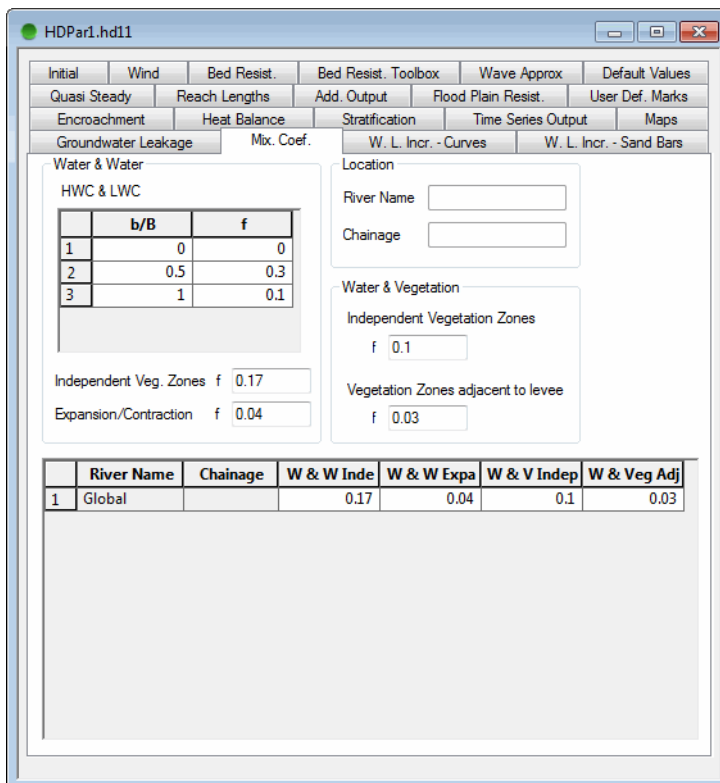 HDPar1.hd11
Initial Wind Bed Resist. Bed Resist. Toolbox Wave Approx Default Values
Quasi Steady Reach Lengths Add. Output Flood Plain Resist. User Def. Marks
Encroachment Heat Balance Stratification Time Series Output Maps
Groundwater Leakage Mix. Coef. W. L. Incr. - Curves W. L. Incr. - Sand Bars
Water & Water
HWC & LWC
b/B f
1 0 0
2 0.5 0.3
3 1 0.1
Independent Veg. Zones f 0.17
Expansion/Contraction f 0.04
Location
River Name
Chainage
Water & Vegetation
Independent Vegetation Zones
f 0.1
Vegetation Zones adjacent to levee
f 0.03
River Name Chainage W & W Inde W & W Expa W & V Indep W & Veg Adj
1 Global 0.17 0.04 0.1 0.03